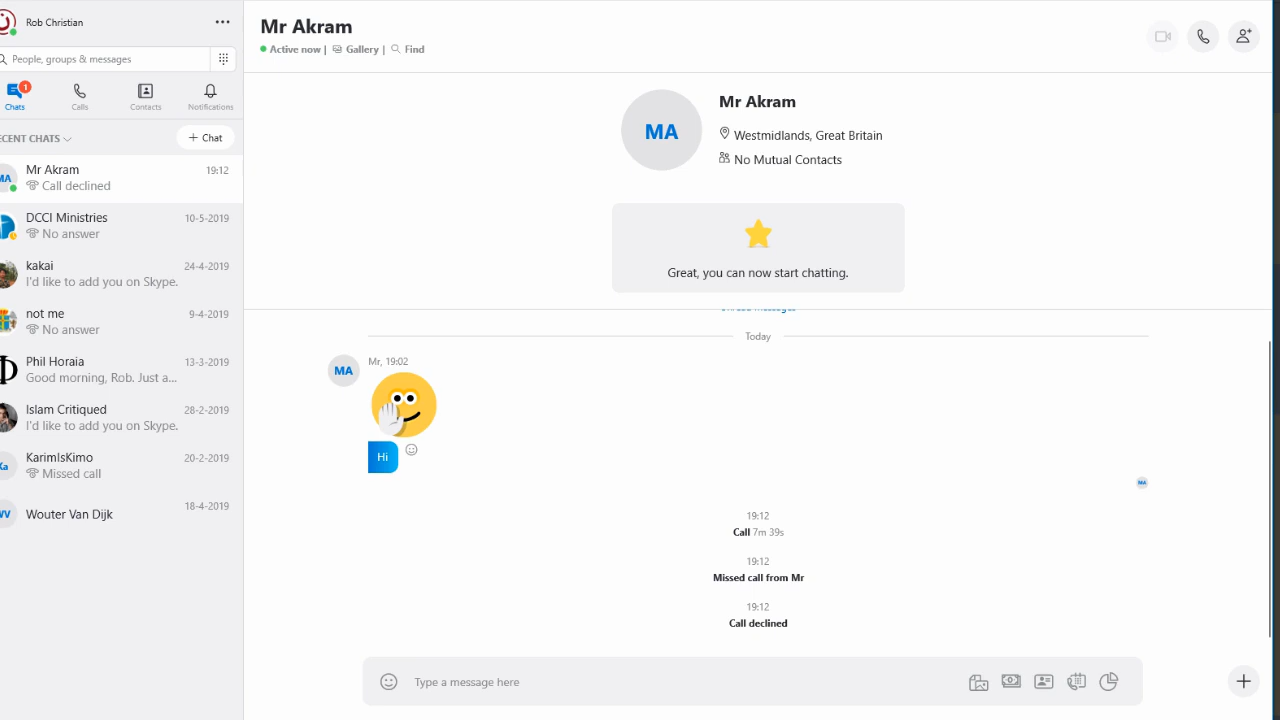 Rob Christian
People, groups & messages
1
Chats
Calls
Contacts
Notifications
ECENT CHATS
+ Chat
MA
Mr Akram
19:12
Call declined
DCCI Ministries
10-5-2019
No answer
kakai
24-4-2019
I'd like to add you on Skype.
not me
9-4-2019
No answer
Phil Horaia
13-3-2019
Good morning, Rob. Just a...
Islam Critiqued
28-2-2019
I'd like to add you on Skype.
Ka
KarimIsKimo
20-2-2019
Missed call
WV
Wouter Van Dijk
18-4-2019
Mr Akram
Active now | Gallery | Find
MA
Mr Akram
Westmidlands, Great Britain
No Mutual Contacts
Great, you can now start chatting.
Today
MA
Mr, 19:02
Hi
MA
19:12
Call 7m 39s
19:12
Missed call from Mr
19:12
Call declined
Type a message here